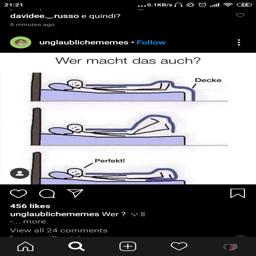 21:21
...0.1KB/s
davidee._.russo e quindi?
8 minutes ago
unglaublichememes • Follow
Wer macht das auch?
Decke
Perfekt!
456 likes
unglaublichememes Wer ?
... more
View all 24 comments